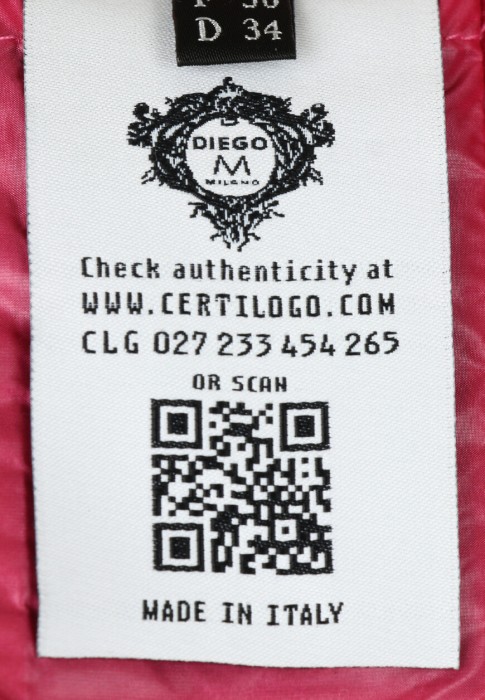 D 34
DIEGO
M
MILANO
Check authenticity at
WWW.CERTILOGO.COM
CLG 027 233 454 265
OR SCAN
MADE IN ITALY